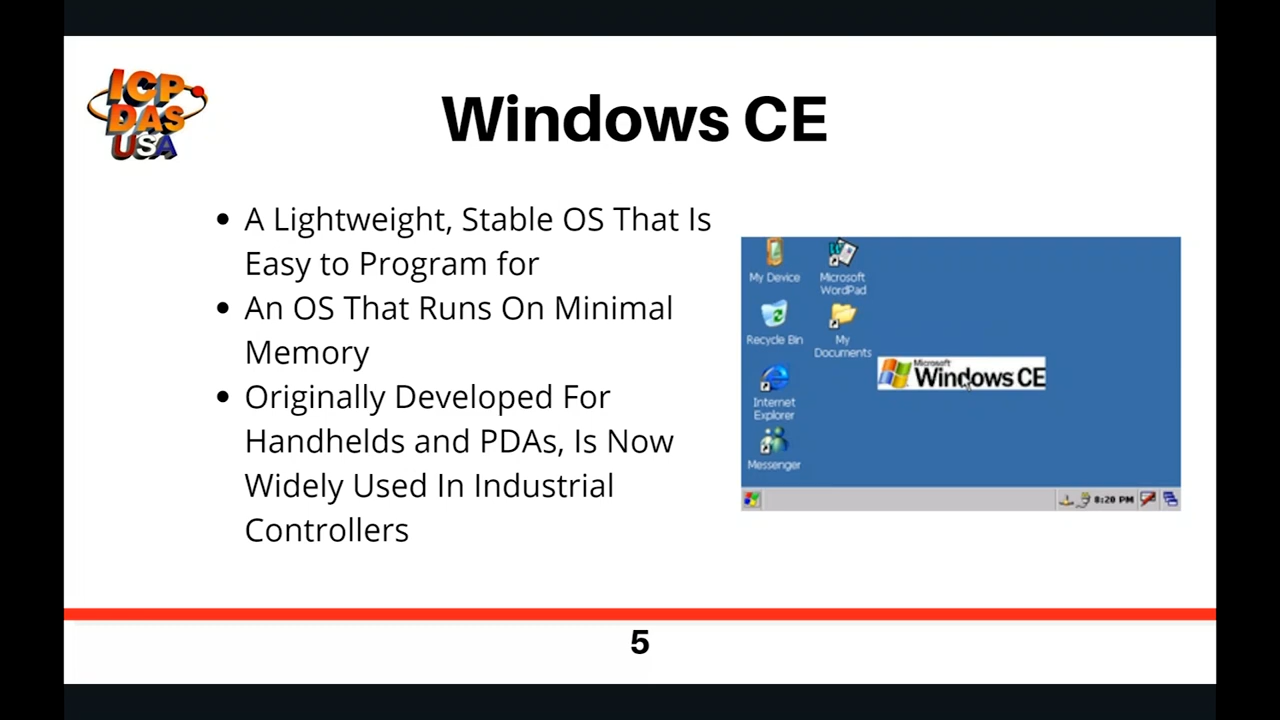 ICP
DAS
USA
Windows CE
• A Lightweight, Stable OS That Is
Easy to Program for
• An OS That Runs On Minimal
Memory
• Originally Developed For
Handhelds and PDAs, Is Now
Widely Used In Industrial
Controllers
My Device
Microsoft
WordPad
Recycle Bin
My
Documents
Microsoft
Windows CE
Internet
Explorer
Messenger
8:20 PM
5